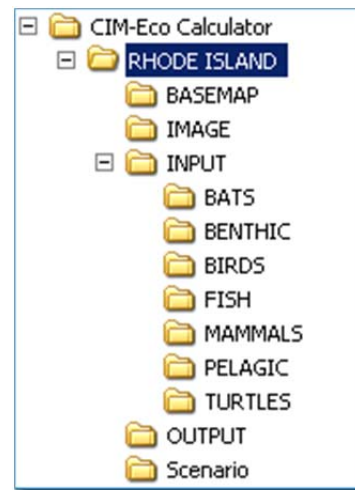 CIM-Eco Calculator
RHODE ISLAND
BASEMAP
IMAGE
INPUT
BATS
BENTHIC
BIRDS
FISH
MAMMALS
PELAGIC
TURTLES
OUTPUT
Scenario